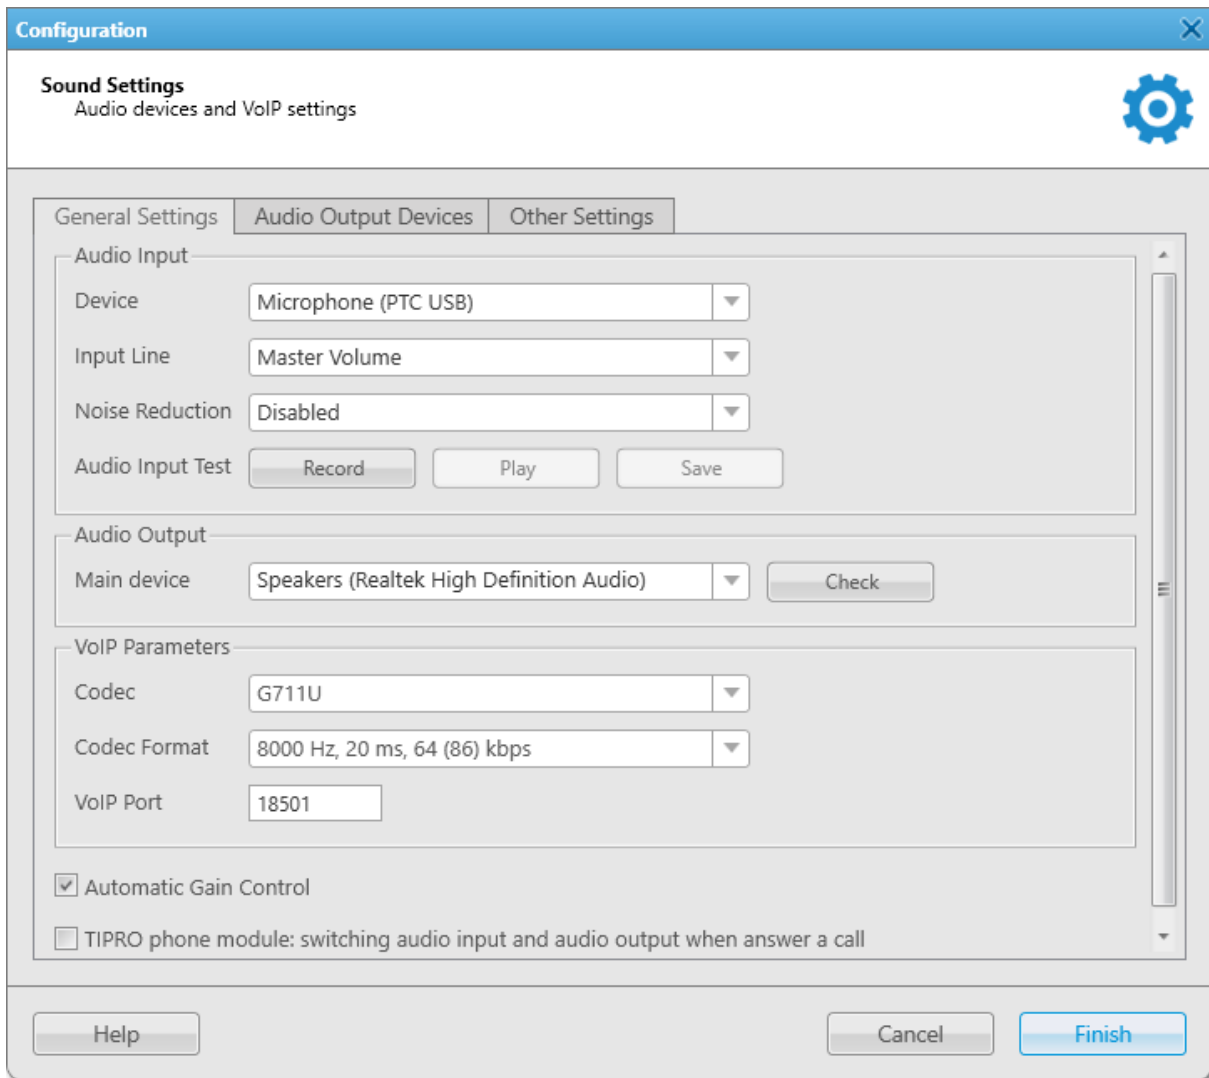 Configuration
Sound Settings
Audio devices and VoIP settings
General Settings
Audio Output Devices
Other Settings
Audio Input
Device
Microphone (PTC USB)
Input Line
Master Volume
Noise Reduction
Disabled
Audio Input Test
Record
Play
Save
Audio Output
Main device
Speakers (Realtek High Definition Audio)
Check
VoIP Parameters
Codec
G711U
Codec Format
8000 Hz, 20 ms, 64 (86) kbps
VoIP Port
18501
Automatic Gain Control
TIPRO phone module: switching audio input and audio output when answer a call
Help
Cancel
Finish